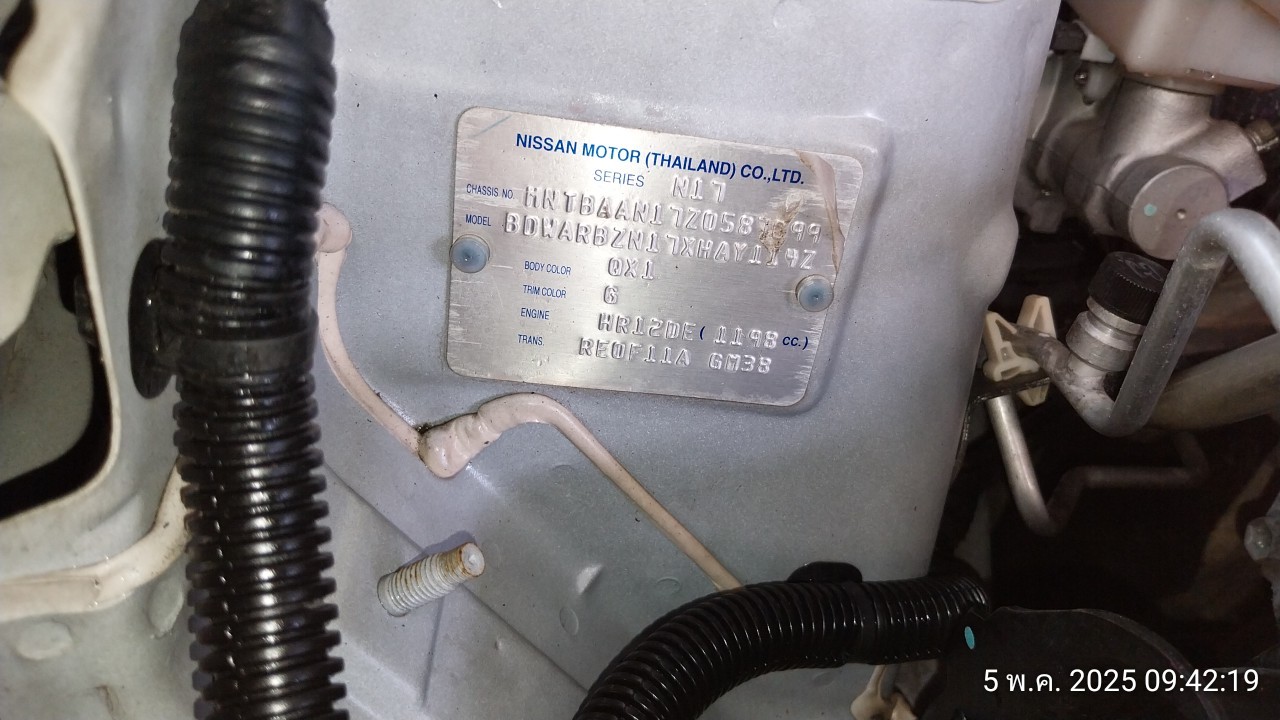 NISSAN MOTOR (THAILAND) CO.,LTD.
SERIES N17
CHASSIS NO.
MODEL BDWARBZN17XHAY119Z
BODY COLOR QX1
TRIM COLOR G
ENGINE HR12DE ( 1198 CC.)
TRANS. RE0F11A GM38
5 พ.ค. 2025 09:42:19